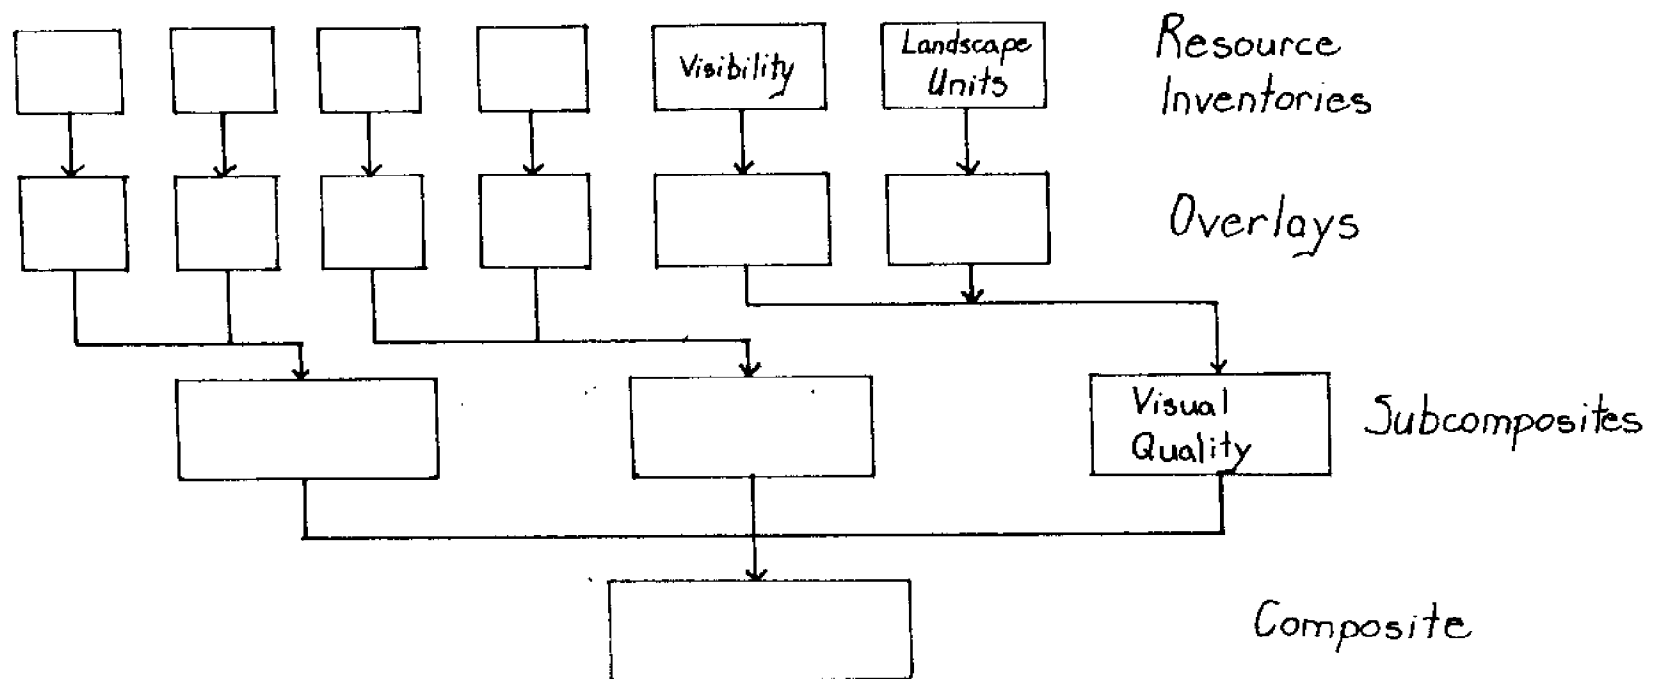 Visibility
Landscape
Units
Resource
Inventories
Overlays
Visual
Quality
Subcomposites
Composite